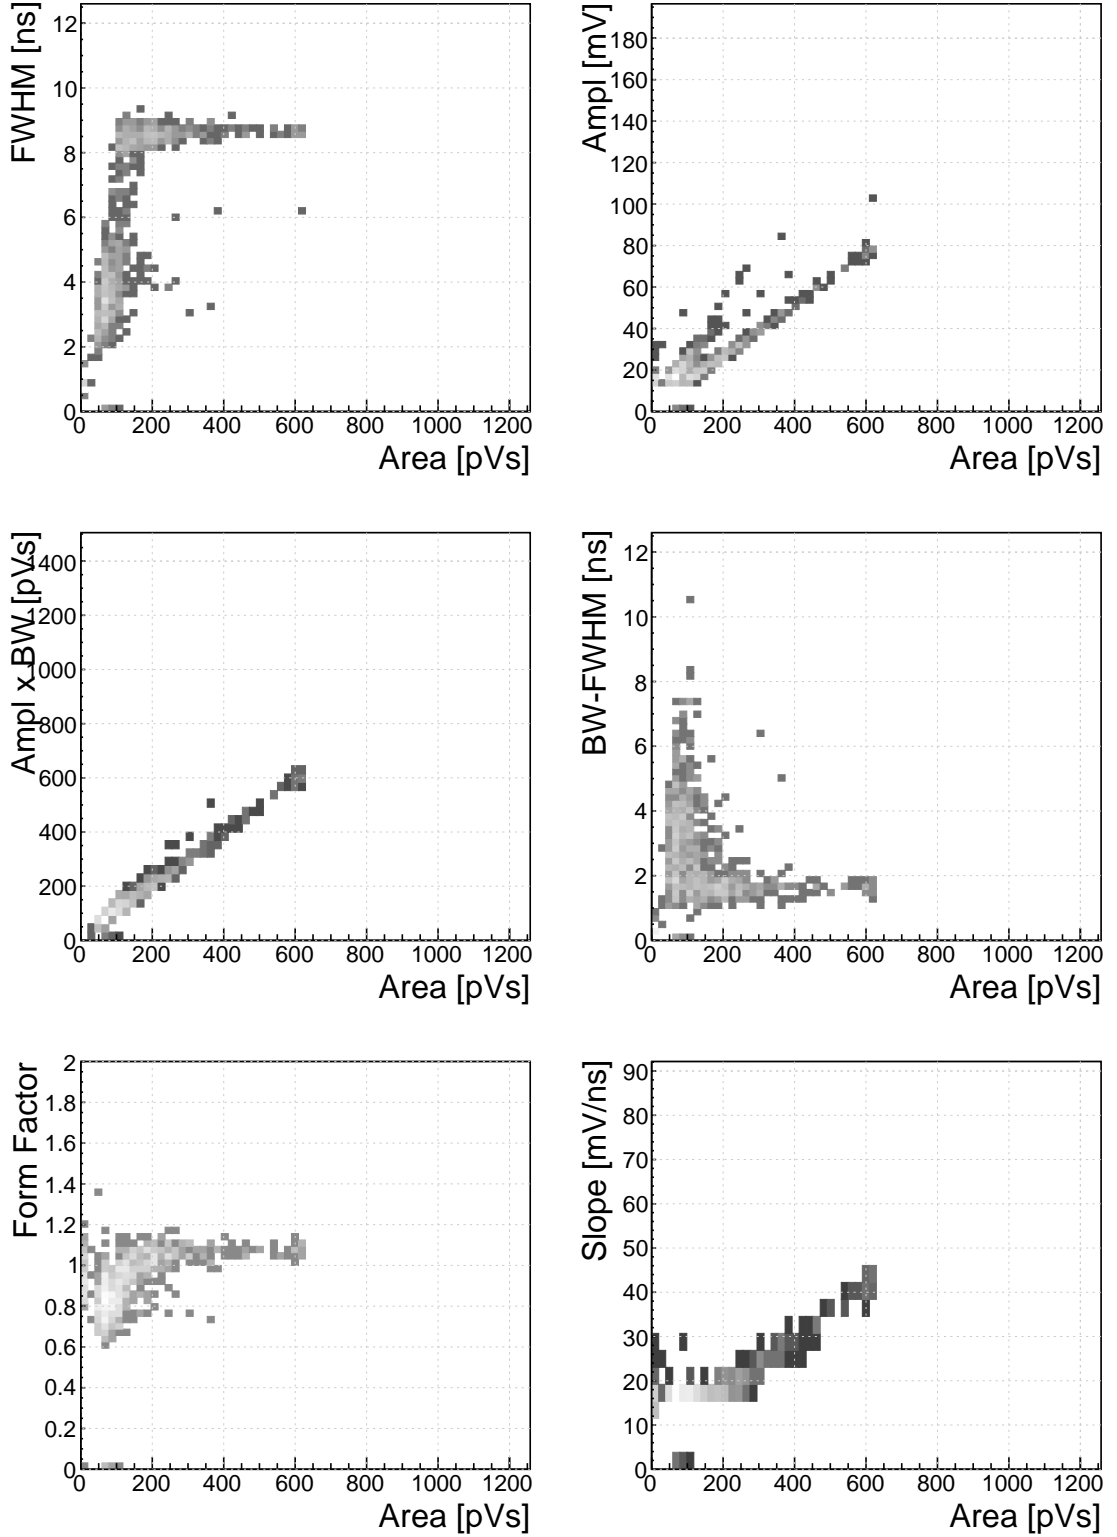 FWHM [ns]
12
10
8
6
4
2
0
0 200 400 600 800 1000 1200
Area [pVs]
Ampl [mV]
180
160
140
120
100
80
60
40
20
0
0 200 400 600 800 1000 1200
Area [pVs]
Ampl x BW [pVs]
1400
1200
1000
800
600
400
200
0
0 200 400 600 800 1000 1200
Area [pVs]
BW-FWHM [ns]
12
10
8
6
4
2
0
0 200 400 600 800 1000 1200
Area [pVs]
Form Factor
2
1.8
1.6
1.4
1.2
1
0.8
0.6
0.4
0.2
0
0 200 400 600 800 1000 1200
Area [pVs]
Slope [mV/ns]
90
80
70
60
50
40
30
20
10
0
0 200 400 600 800 1000 1200
Area [pVs]